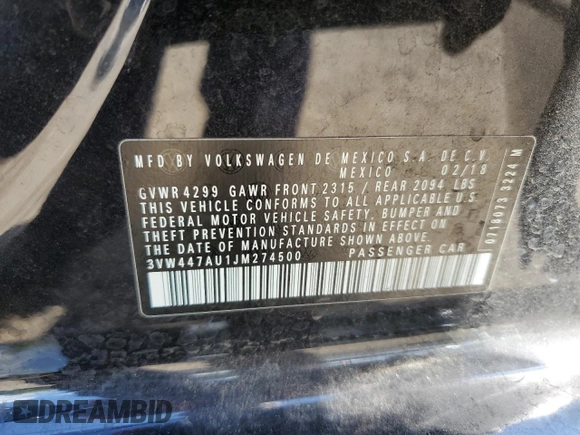 MFD. BY VOLKSWAGEN DE MEXICO S.A. DE C.V.
MEXICO 02/18
GVWR 4299 GAWR FRONT 2315 / REAR 2094 LBS
THIS VEHICLE CONFORMS TO ALL APPLICABLE U.S.
FEDERAL MOTOR VEHICLE SAFETY, BUMPER AND
THEFT PREVENTION STANDARDS IN EFFECT ON
THE DATE OF MANUFACTURE SHOWN ABOVE.
3VW447AU1JM274500 PASSENGER CAR
0718073 3224 M
DREAMBID